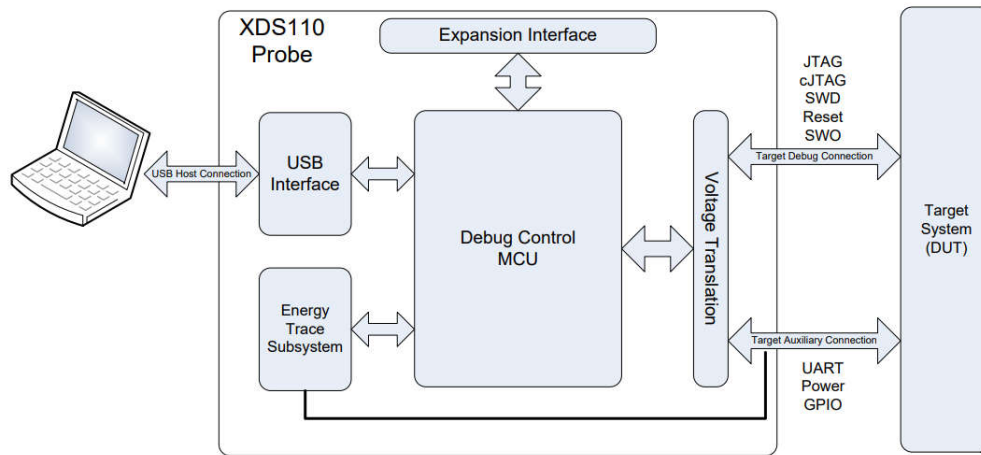 XDS110
Probe
Expansion Interface
JTAG
cJTAG
SWD
Reset
SWO
USB Host Connection
USB
Interface
Debug Control
MCU
Voltage Translation
Target Debug Connection
Target
System
(DUT)
Energy
Trace
Subsystem
Target Auxiliary Connection
UART
Power
GPIO